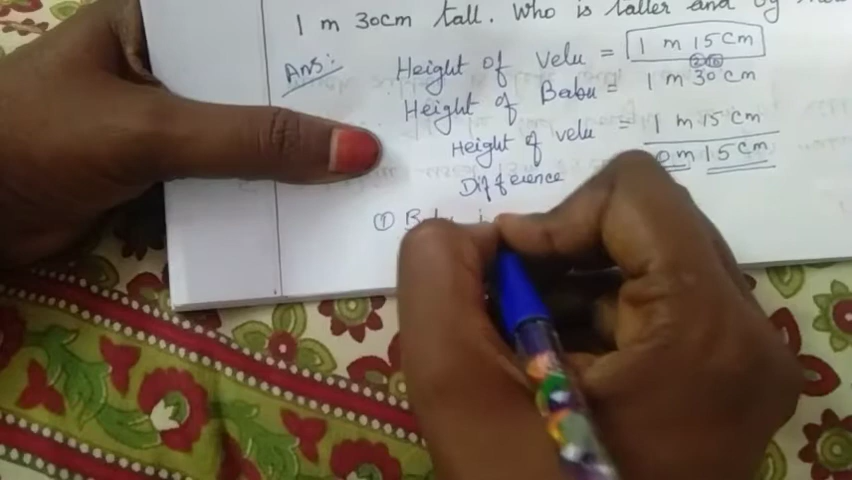 1 m 30cm tall. Who is taller and by
Ans:
Height of velu = 1 m 15 cm
Height of Babu = 1 m 30 cm
Height of velu = 1 m 15 cm
Difference 0 m 15 cm
①